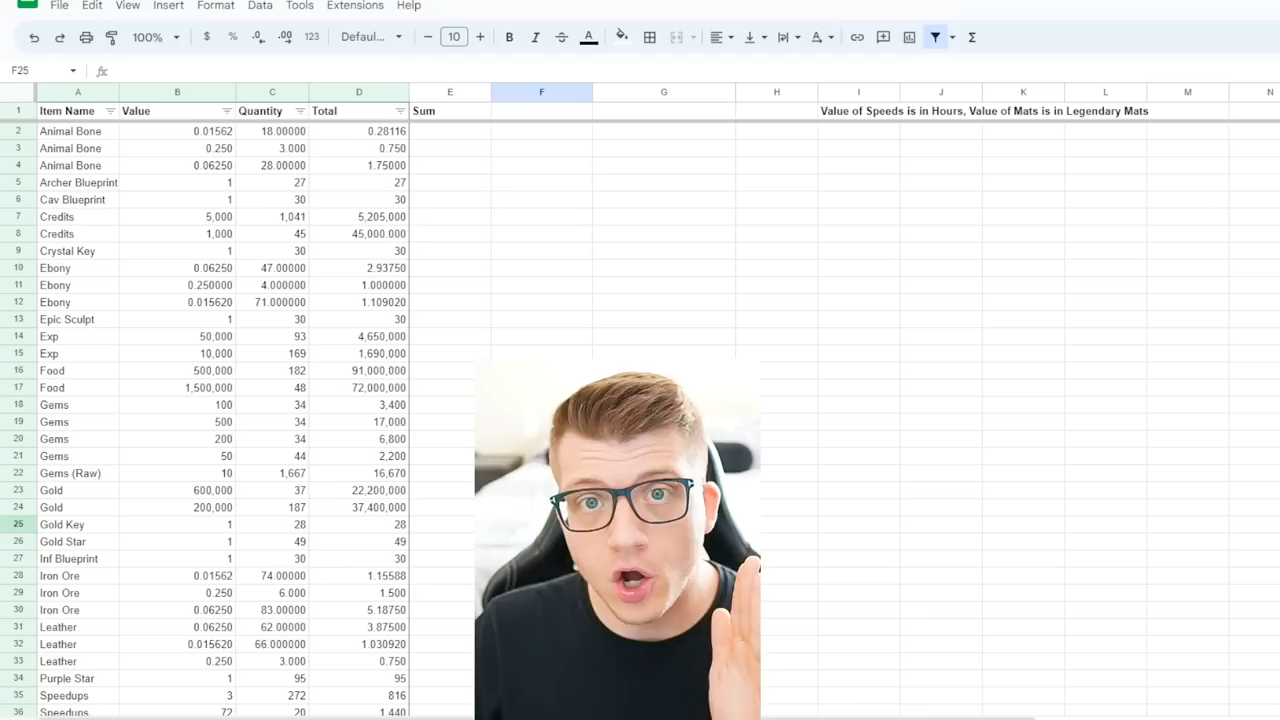 File Edit View Insert Format Data Tools Extensions Help
100% $ % .0 .00 123 Defaul... 10 B I A
F25 fx
A B C D E F G H I J K L M N
1 Item Name Value Quantity Total Sum Value of Speeds is in Hours, Value of Mats is in Legendary Mats
2 Animal Bone 0.01562 18.00000 0.28116
3 Animal Bone 0.250 3.000 0.750
4 Animal Bone 0.06250 28.00000 1.75000
5 Archer Blueprint 1 27 27
6 Cav Blueprint 1 30 30
7 Credits 5,000 1,041 5,205,000
8 Credits 1,000 45 45,000.000
9 Crystal Key 1 30 30
10 Ebony 0.06250 47.00000 2.93750
11 Ebony 0.250000 4.000000 1.000000
12 Ebony 0.015620 71.000000 1.109020
13 Epic Sculpt 1 30 30
14 Exp 50,000 93 4,650,000
15 Exp 10,000 169 1,690,000
16 Food 500,000 182 91,000,000
17 Food 1,500,000 48 72,000,000
18 Gems 100 34 3,400
19 Gems 500 34 17,000
20 Gems 200 34 6,800
21 Gems 50 44 2,200
22 Gems (Raw) 10 1,667 16,670
23 Gold 600,000 37 22,200,000
24 Gold 200,000 187 37,400,000
25 Gold Key 1 28 28
26 Gold Star 1 49 49
27 Inf Blueprint 1 30 30
28 Iron Ore 0.01562 74.00000 1.15588
29 Iron Ore 0.250 6.000 1.500
30 Iron Ore 0.06250 83.00000 5.18750
31 Leather 0.06250 62.00000 3.87500
32 Leather 0.015620 66.000000 1.030920
33 Leather 0.250 3.000 0.750
34 Purple Star 1 95 95
35 Speedups 3 272 816
36 Speedups 72 20 1,440